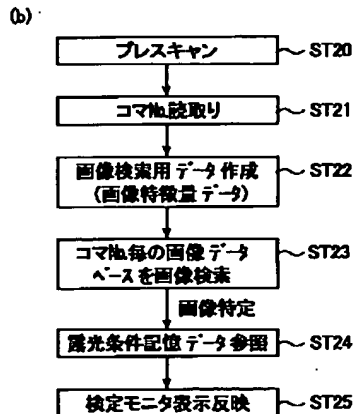 (b)
プレスキャン
ST20
コマNo.読取り
ST21
画像検索用データ作成
(画像特徴量データ)
ST22
コマNo.毎の画像データ
ベースを画像検索
ST23
画像特定
露光条件記憶データ参照
ST24
検定モニタ表示反映
ST25